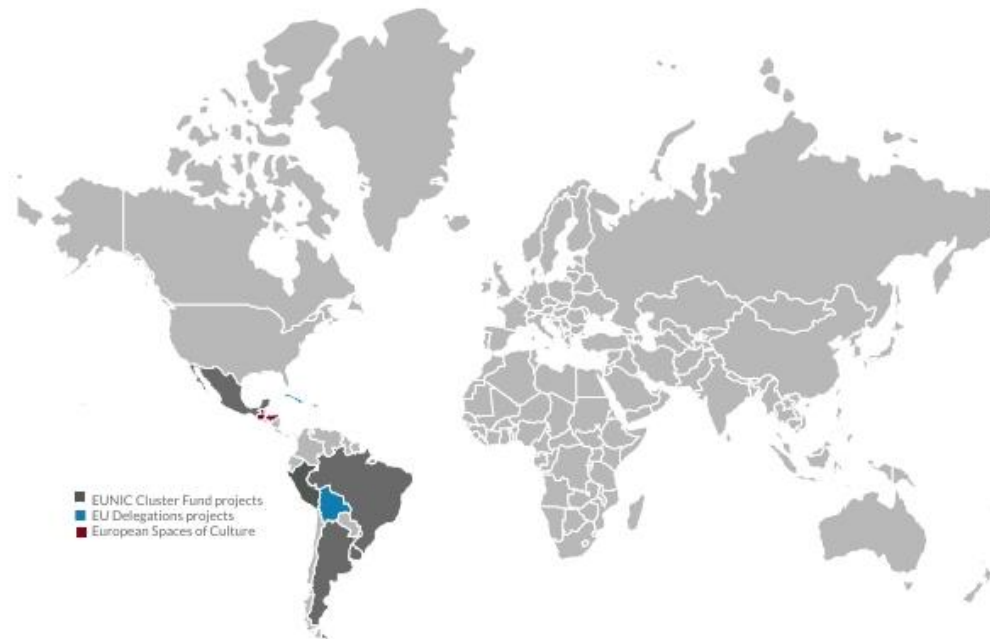 EUNIC Cluster Fund projects
EU Delegations projects
European Spaces of Culture